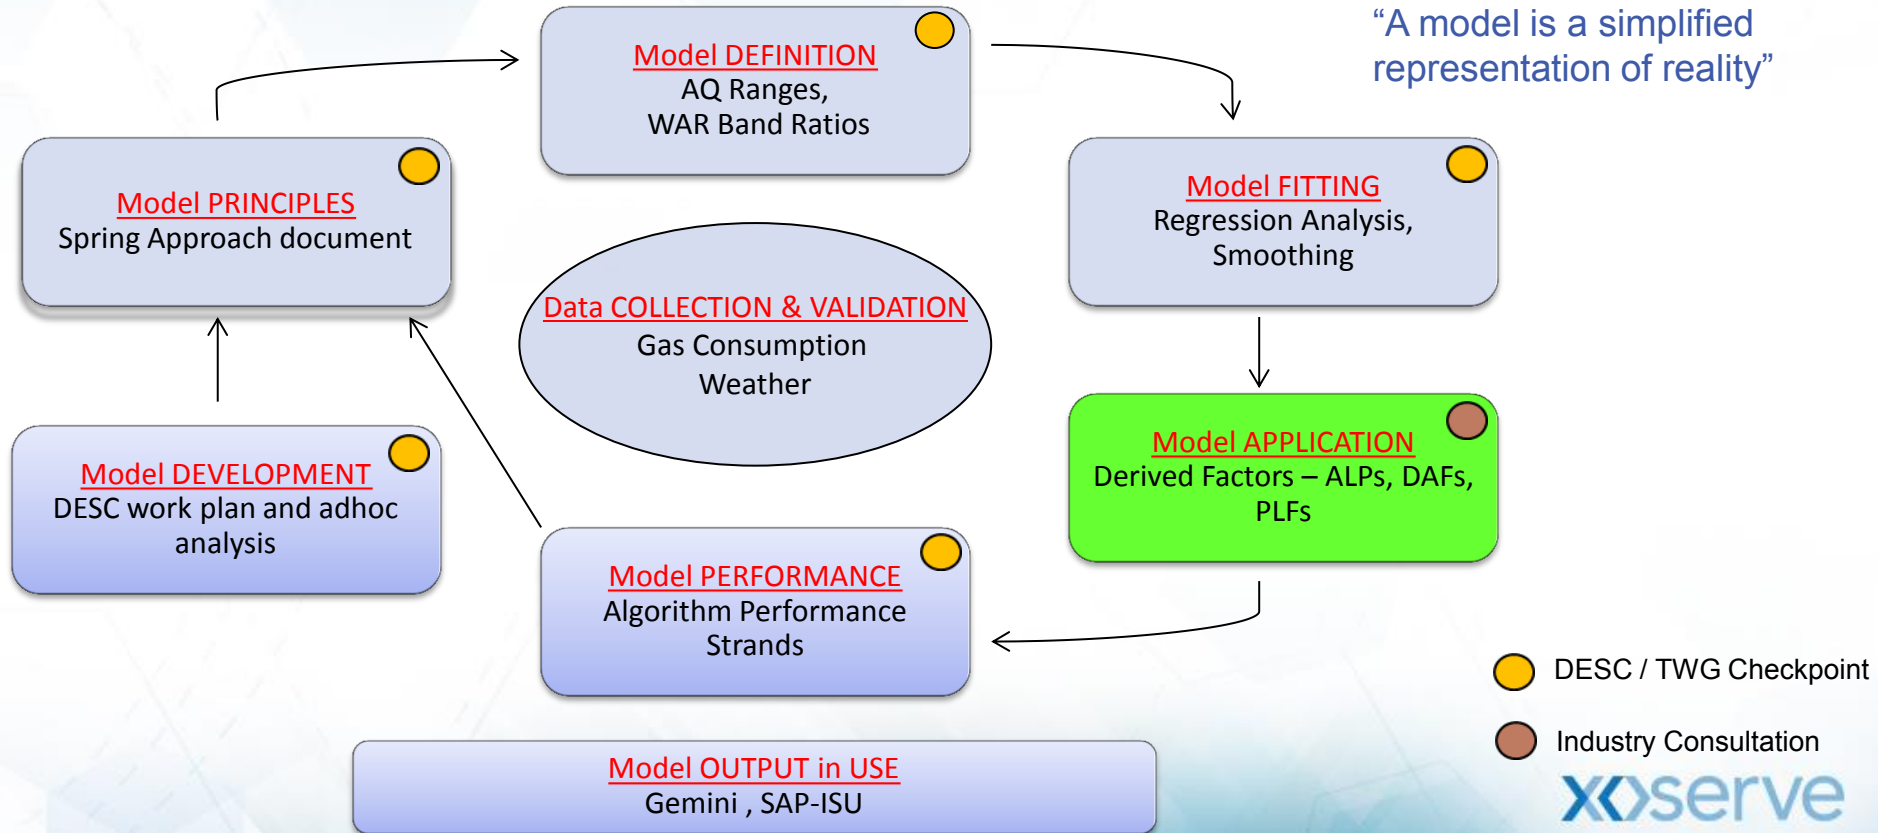 “A model is a simplified
representation of reality”
Model DEFINITION
AQ Ranges,
WAR Band Ratios
Model PRINCIPLES
Spring Approach document
Model FITTING
Regression Analysis,
Smoothing
Data COLLECTION & VALIDATION
Gas Consumption
Weather
Model DEVELOPMENT
DESC work plan and adhoc
analysis
Model APPLICATION
Derived Factors – ALPs, DAFs,
PLFs
Model PERFORMANCE
Algorithm Performance
Strands
DESC / TWG Checkpoint
Industry Consultation
Model OUTPUT in USE
Gemini , SAP-ISU
xoserve